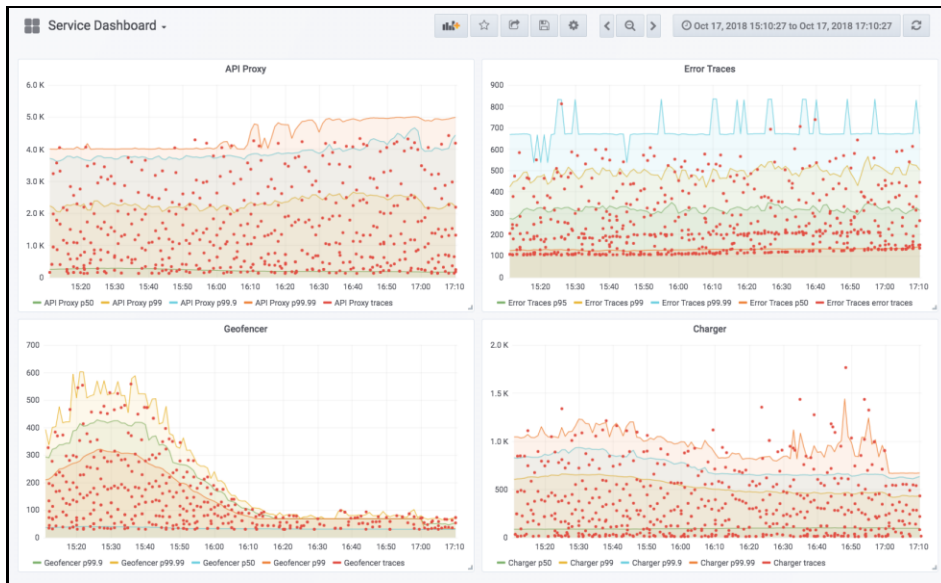 Service Dashboard
Oct 17, 2018 15:10:27 to Oct 17, 2018 17:10:27
API Proxy
6.0 K
5.0 K
4.0 K
3.0 K
2.0 K
1.0 K
0
15:20 15:30 15:40 15:50 16:00 16:10 16:20 16:30 16:40 16:50 17:00 17:10
API Proxy p50 API Proxy p99 API Proxy p99.9 API Proxy p99.99 API Proxy traces
Error Traces
900
800
700
600
500
400
300
200
100
0
15:20 15:30 15:40 15:50 16:00 16:10 16:20 16:30 16:40 16:50 17:00 17:10
Error Traces p95 Error Traces p99 Error Traces p99.99 Error Traces p50 Error Traces error traces
Geofencer
700
600
500
400
300
200
100
0
15:20 15:30 15:40 15:50 16:00 16:10 16:20 16:30 16:40 16:50 17:00 17:10
Geofencer p99.9 Geofencer p99.99 Geofencer p50 Geofencer p99 Geofencer traces
Charger
2.0 K
1.5 K
1.0 K
500
0
15:20 15:30 15:40 15:50 16:00 16:10 16:20 16:30 16:40 16:50 17:00 17:10
Charger p50 Charger p99 Charger p99.9 Charger p99.99 Charger traces